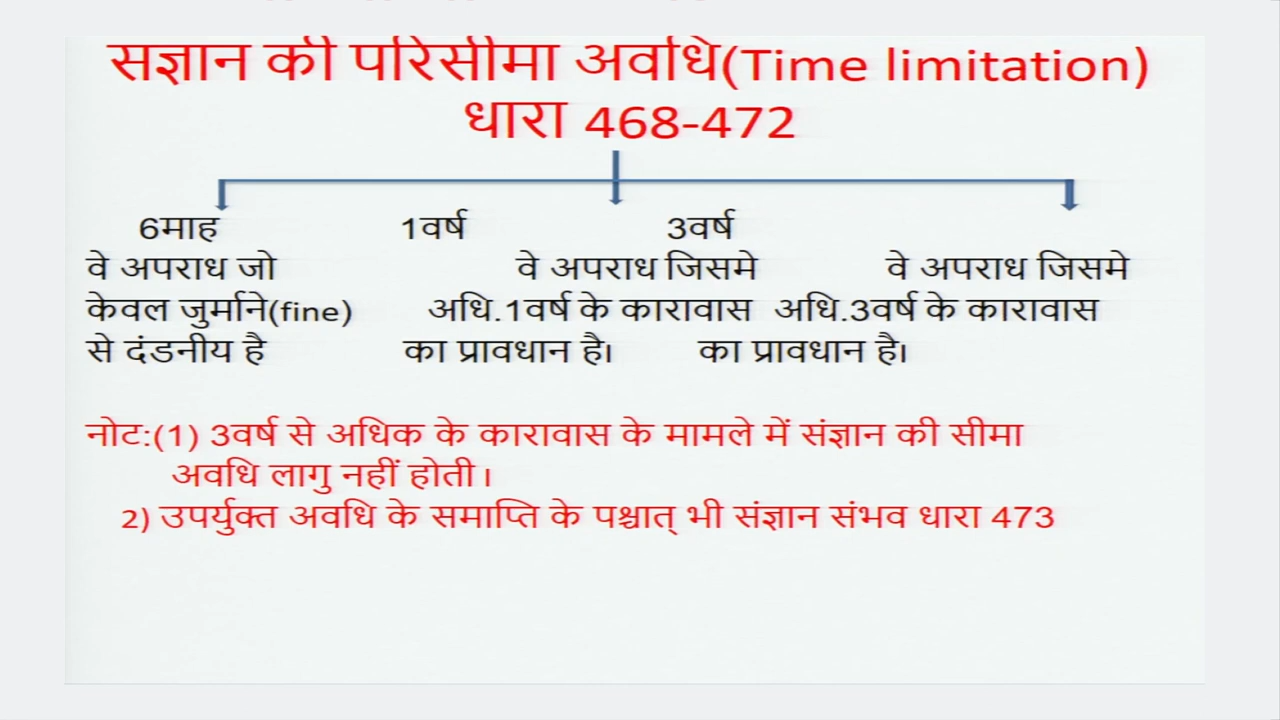 सज्ञान की परिसीमा अवधि(Time limitation)
धारा 468-472
6माह 1वर्ष 3वर्ष
वे अपराध जो वे अपराध जिसमे वे अपराध जिसमे
केवल जुर्माने(fine) अधि.1वर्ष के कारावास अधि.3वर्ष के कारावास
से दंडनीय है का प्रावधान है। का प्रावधान है।
नोट:(1) 3वर्ष से अधिक के कारावास के मामले में संज्ञान की सीमा
अवधि लागु नहीं होती।
2) उपर्युक्त अवधि के समाप्ति के पश्चात् भी संज्ञान संभव धारा 473